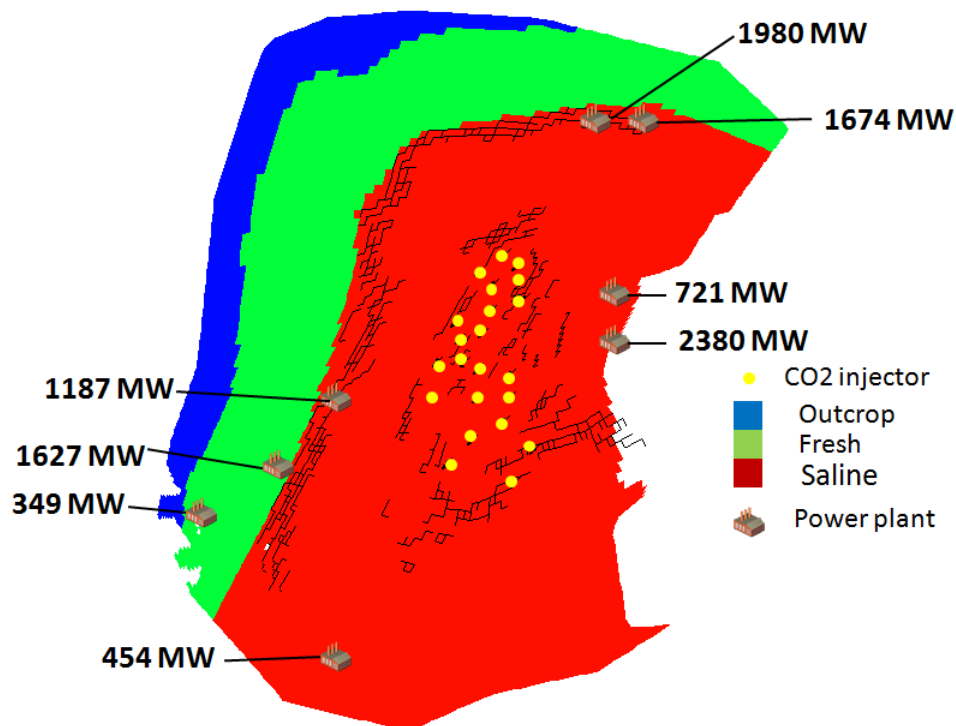 1980 MW
1674 MW
721 MW
2380 MW
CO2 injector
1187 MW
Outcrop
Fresh
1627 MW
Saline
349 MW
Power plant
454 MW